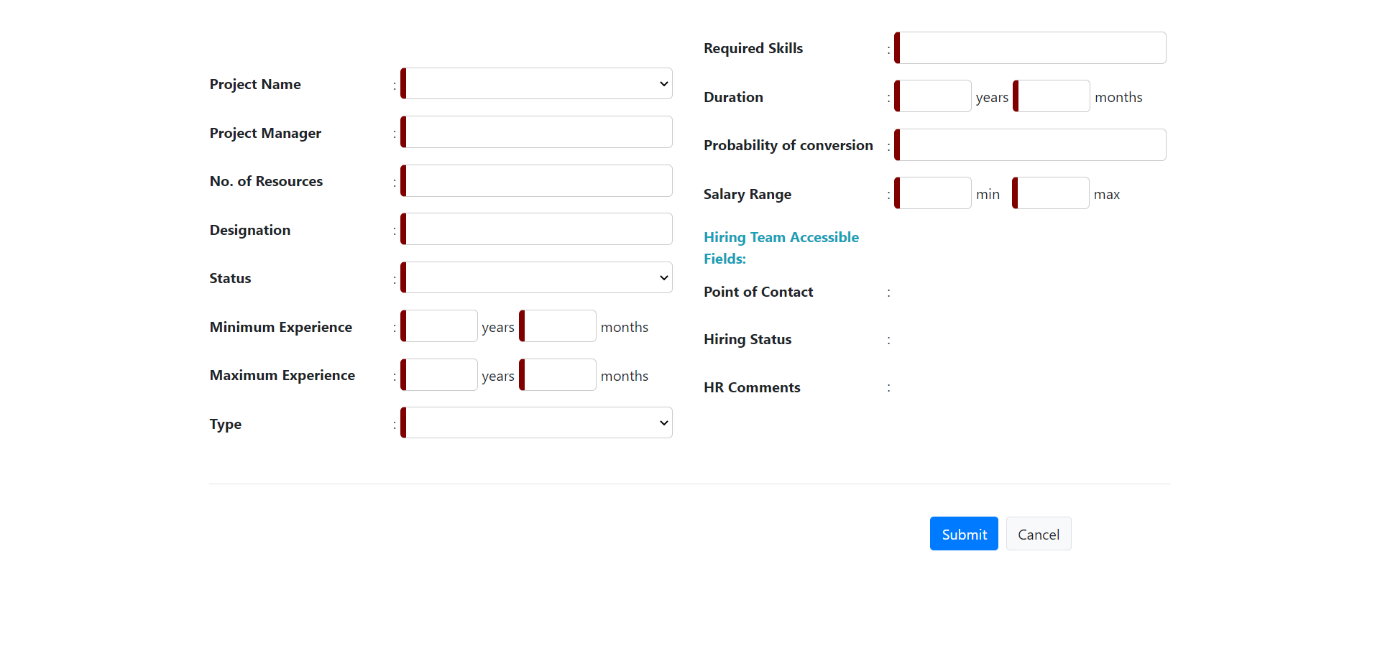 Project Name :
Project Manager :
No. of Resources :
Designation :
Status :
Minimum Experience : years months
Maximum Experience : years months
Type :
Required Skills :
Duration : years months
Probability of conversion :
Salary Range : min max
Hiring Team Accessible
Fields:
Point of Contact :
Hiring Status :
HR Comments :
Submit Cancel